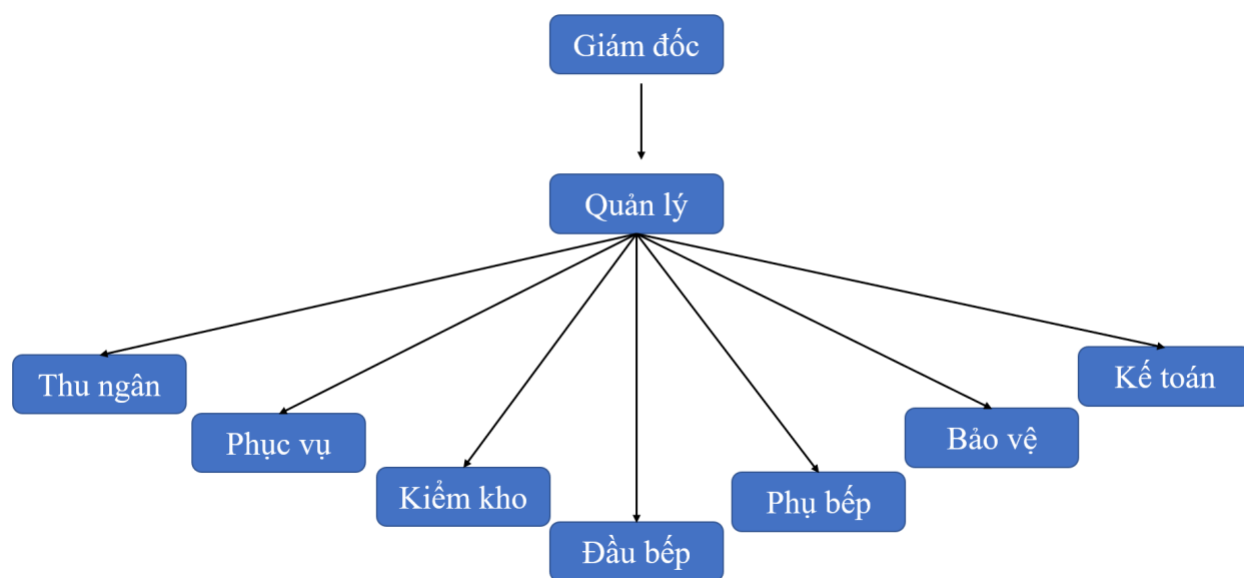 Giám đốc
Quản lý
Thu ngân
Phục vụ
Kiểm kho
Đầu bếp
Phụ bếp
Bảo vệ
Kế toán